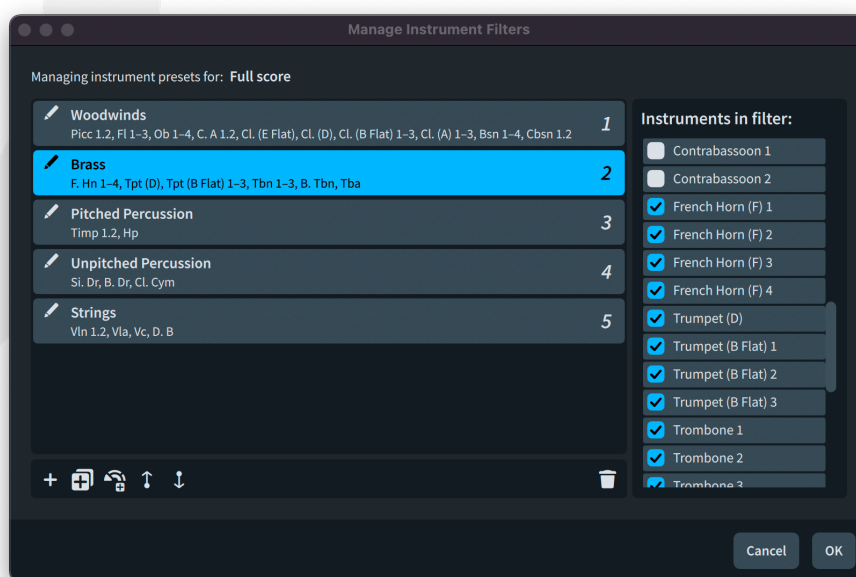 Manage Instrument Filters
Managing instrument presets for: Full score
Woodwinds
Picc 1.2, Fl 1–3, Ob 1–4, C. A 1.2, Cl. (E Flat), Cl. (D), Cl. (B Flat) 1–3, Cl. (A) 1–3, Bsn 1–4, Cbsn 1.2
1
Brass
F. Hn 1–4, Tpt (D), Tpt (B Flat) 1–3, Tbn 1–3, B. Tbn, Tba
2
Pitched Percussion
Timp 1.2, Hp
3
Unpitched Percussion
Si. Dr, B. Dr, Cl. Cym
4
Strings
Vln 1.2, Vla, Vc, D. B
5
Instruments in filter:
Contrabassoon 1
Contrabassoon 2
French Horn (F) 1
French Horn (F) 2
French Horn (F) 3
French Horn (F) 4
Trumpet (D)
Trumpet (B Flat) 1
Trumpet (B Flat) 2
Trumpet (B Flat) 3
Trombone 1
Trombone 2
Trombone 3
Cancel
OK